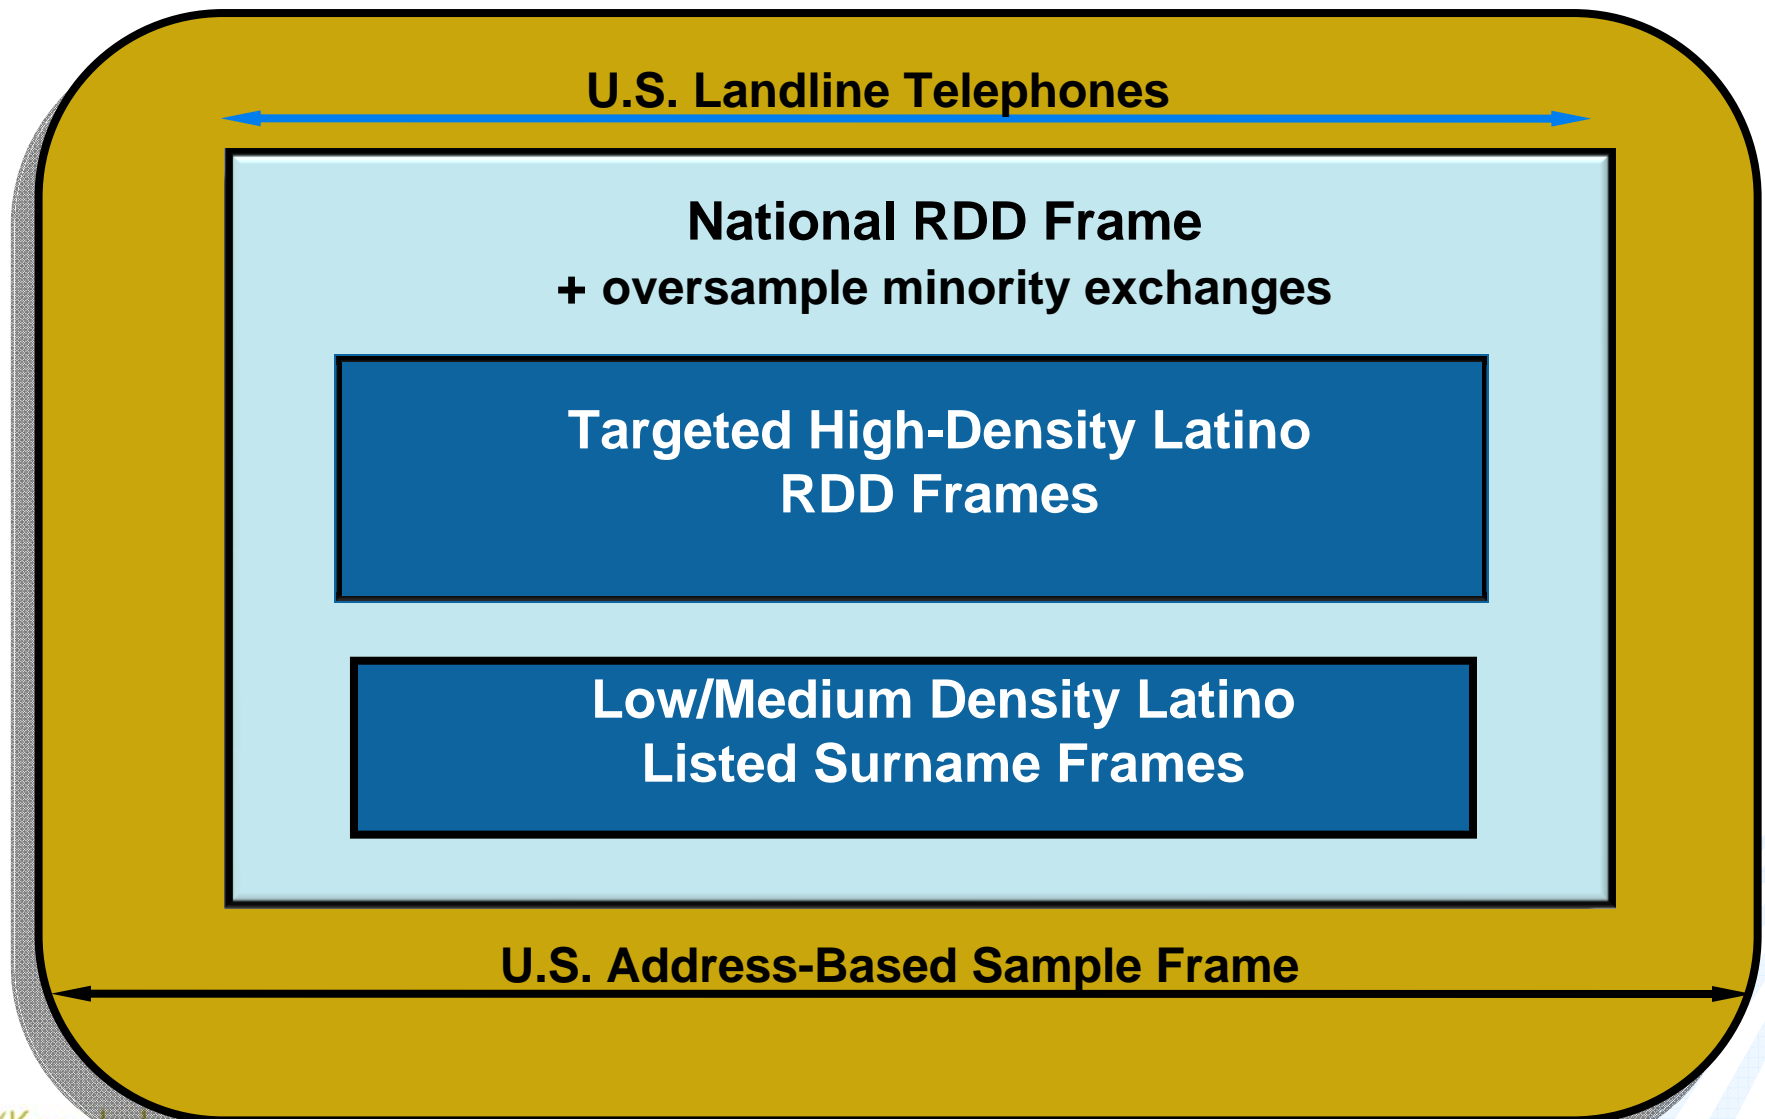 U.S. Landline Telephones
National RDD Frame
+ oversample minority exchanges
Targeted High-Density Latino
RDD Frames
Low/Medium Density Latino
Listed Surname Frames
U.S. Address-Based Sample Frame